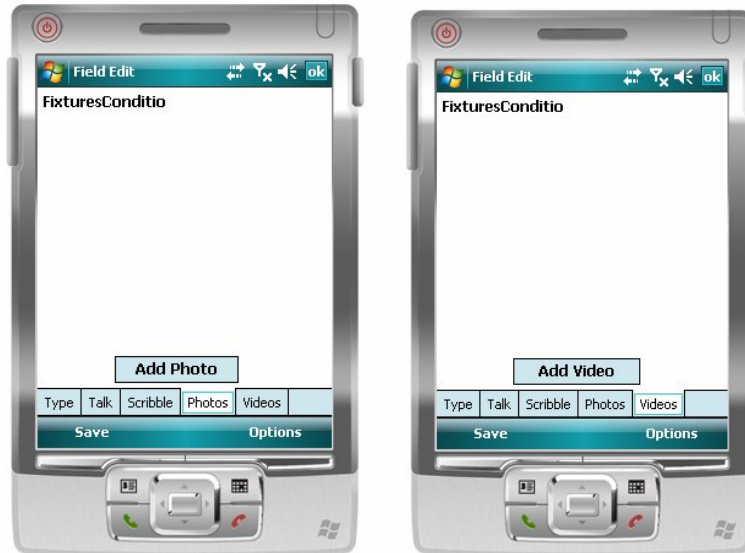 Field Edit ok
FixturesConditio
Add Photo
Type Talk Scribble Photos Videos
Save Options
Field Edit ok
FixturesConditio
Add Video
Type Talk Scribble Photos Videos
Save Options